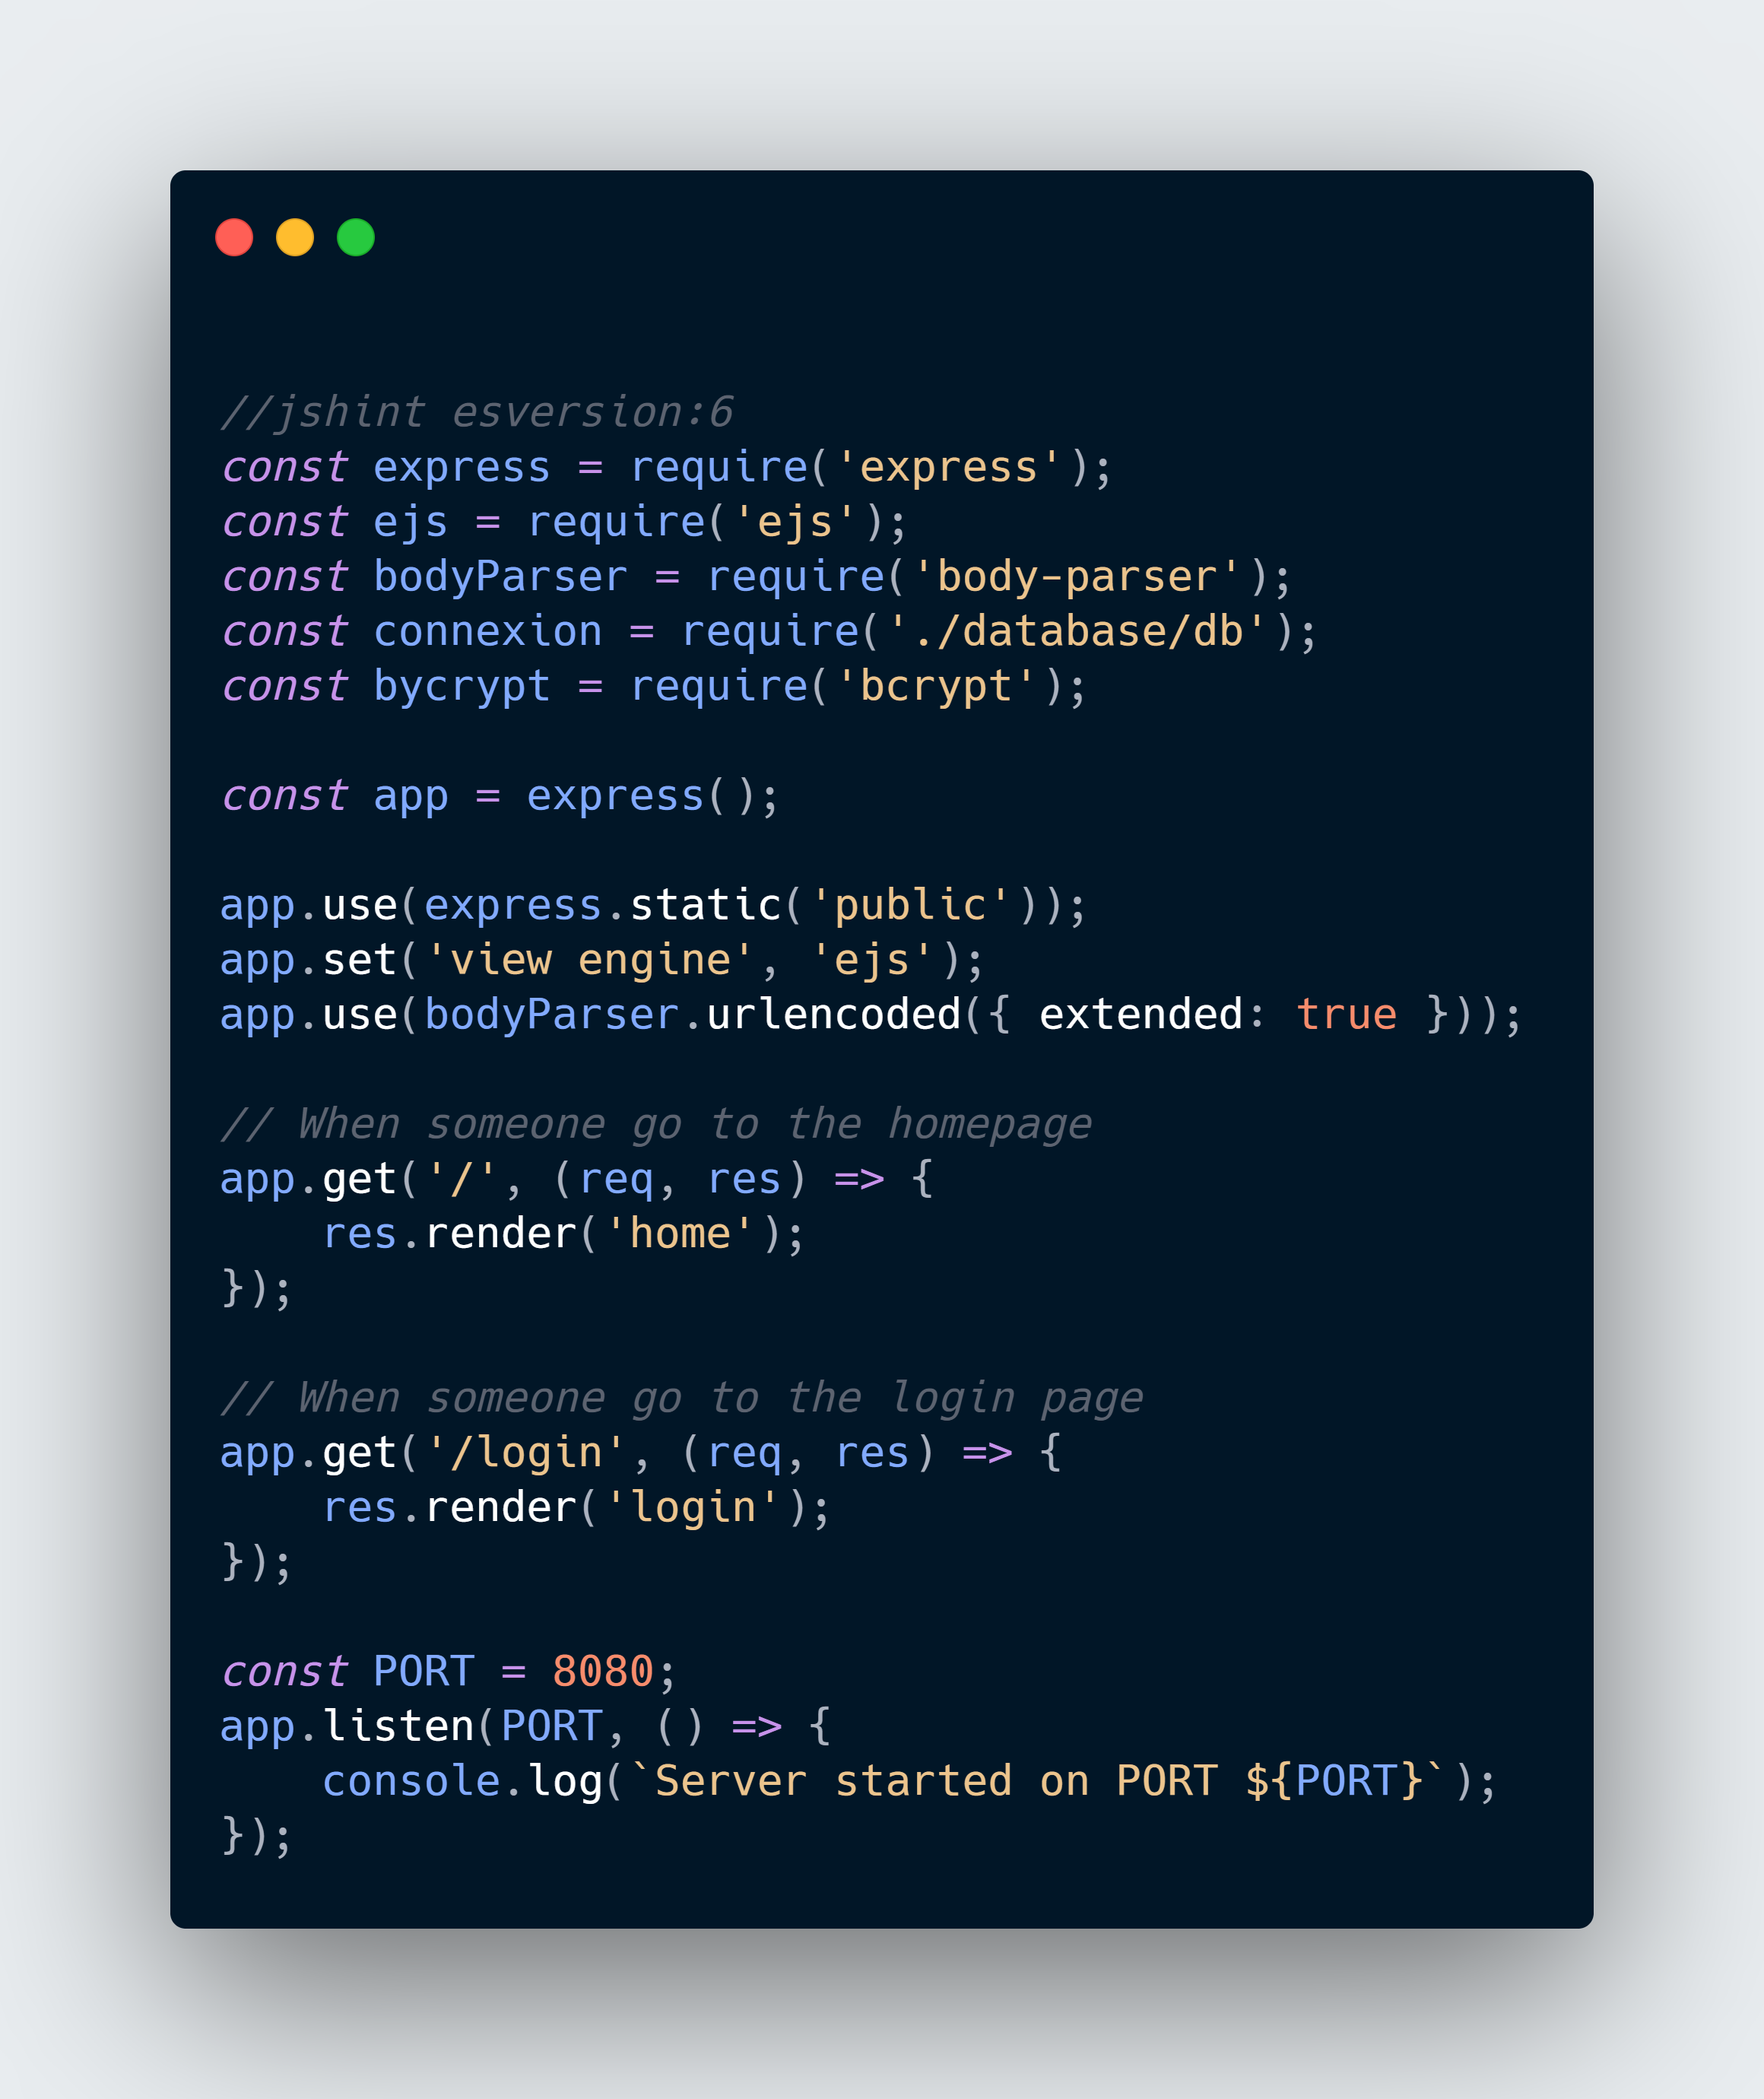 //jshint esversion:6
const express = require('express');
const ejs = require('ejs');
const bodyParser = require('body-parser');
const connexion = require('./database/db');
const bycrypt = require('bcrypt');

const app = express();

app.use(express.static('public'));
app.set('view engine', 'ejs');
app.use(bodyParser.urlencoded({ extended: true }));

// When someone go to the homepage
app.get('/', (req, res) => {
    res.render('home');
});

// When someone go to the login page
app.get('/login', (req, res) => {
    res.render('login');
});

const PORT = 8080;
app.listen(PORT, () => {
    console.log(`Server started on PORT ${PORT}`);
});